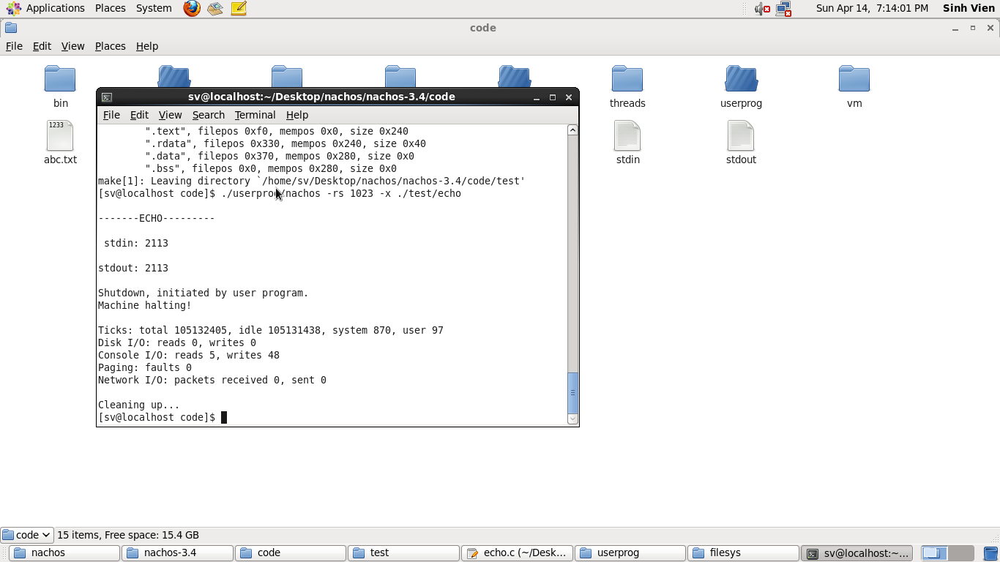 Applications Places System Sun Apr 14, 7:14:01 PM Sinh Vien
code
File Edit View Places Help
bin threads userprog vm
1233
abc.txt stdin stdout
sv@localhost:~/Desktop/nachos/nachos-3.4/code
File Edit View Search Terminal Help
".text", filepos 0xf0, mempos 0x0, size 0x240
".rdata", filepos 0x330, mempos 0x240, size 0x40
".data", filepos 0x370, mempos 0x280, size 0x0
".bss", filepos 0x0, mempos 0x280, size 0x0
make[1]: Leaving directory `/home/sv/Desktop/nachos/nachos-3.4/code/test'
[sv@localhost code]$ ./userprog/nachos -rs 1023 -x ./test/echo
-------ECHO---------
stdin: 2113
stdout: 2113
Shutdown, initiated by user program.
Machine halting!
Ticks: total 105132405, idle 105131438, system 870, user 97
Disk I/O: reads 0, writes 0
Console I/O: reads 5, writes 48
Paging: faults 0
Network I/O: packets received 0, sent 0
Cleaning up...
[sv@localhost code]$
code 15 items, Free space: 15.4 GB
nachos nachos-3.4 code test echo.c (~/Desk... userprog filesys sv@localhost:~...